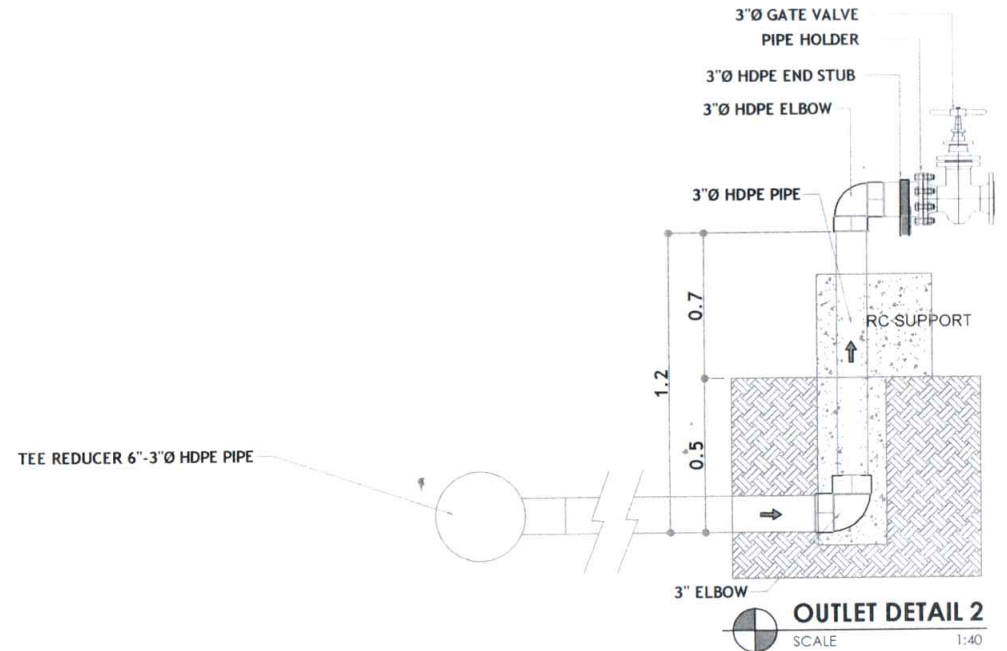 3"Ø GATE VALVE
PIPE HOLDER
3"Ø HDPE END STUB
3"Ø HDPE ELBOW
3"Ø HDPE PIPE
0.7
RC SUPPORT
1.2
0.5
TEE REDUCER 6"-3"Ø HDPE PIPE
3" ELBOW
OUTLET DETAIL 2
SCALE 1:40